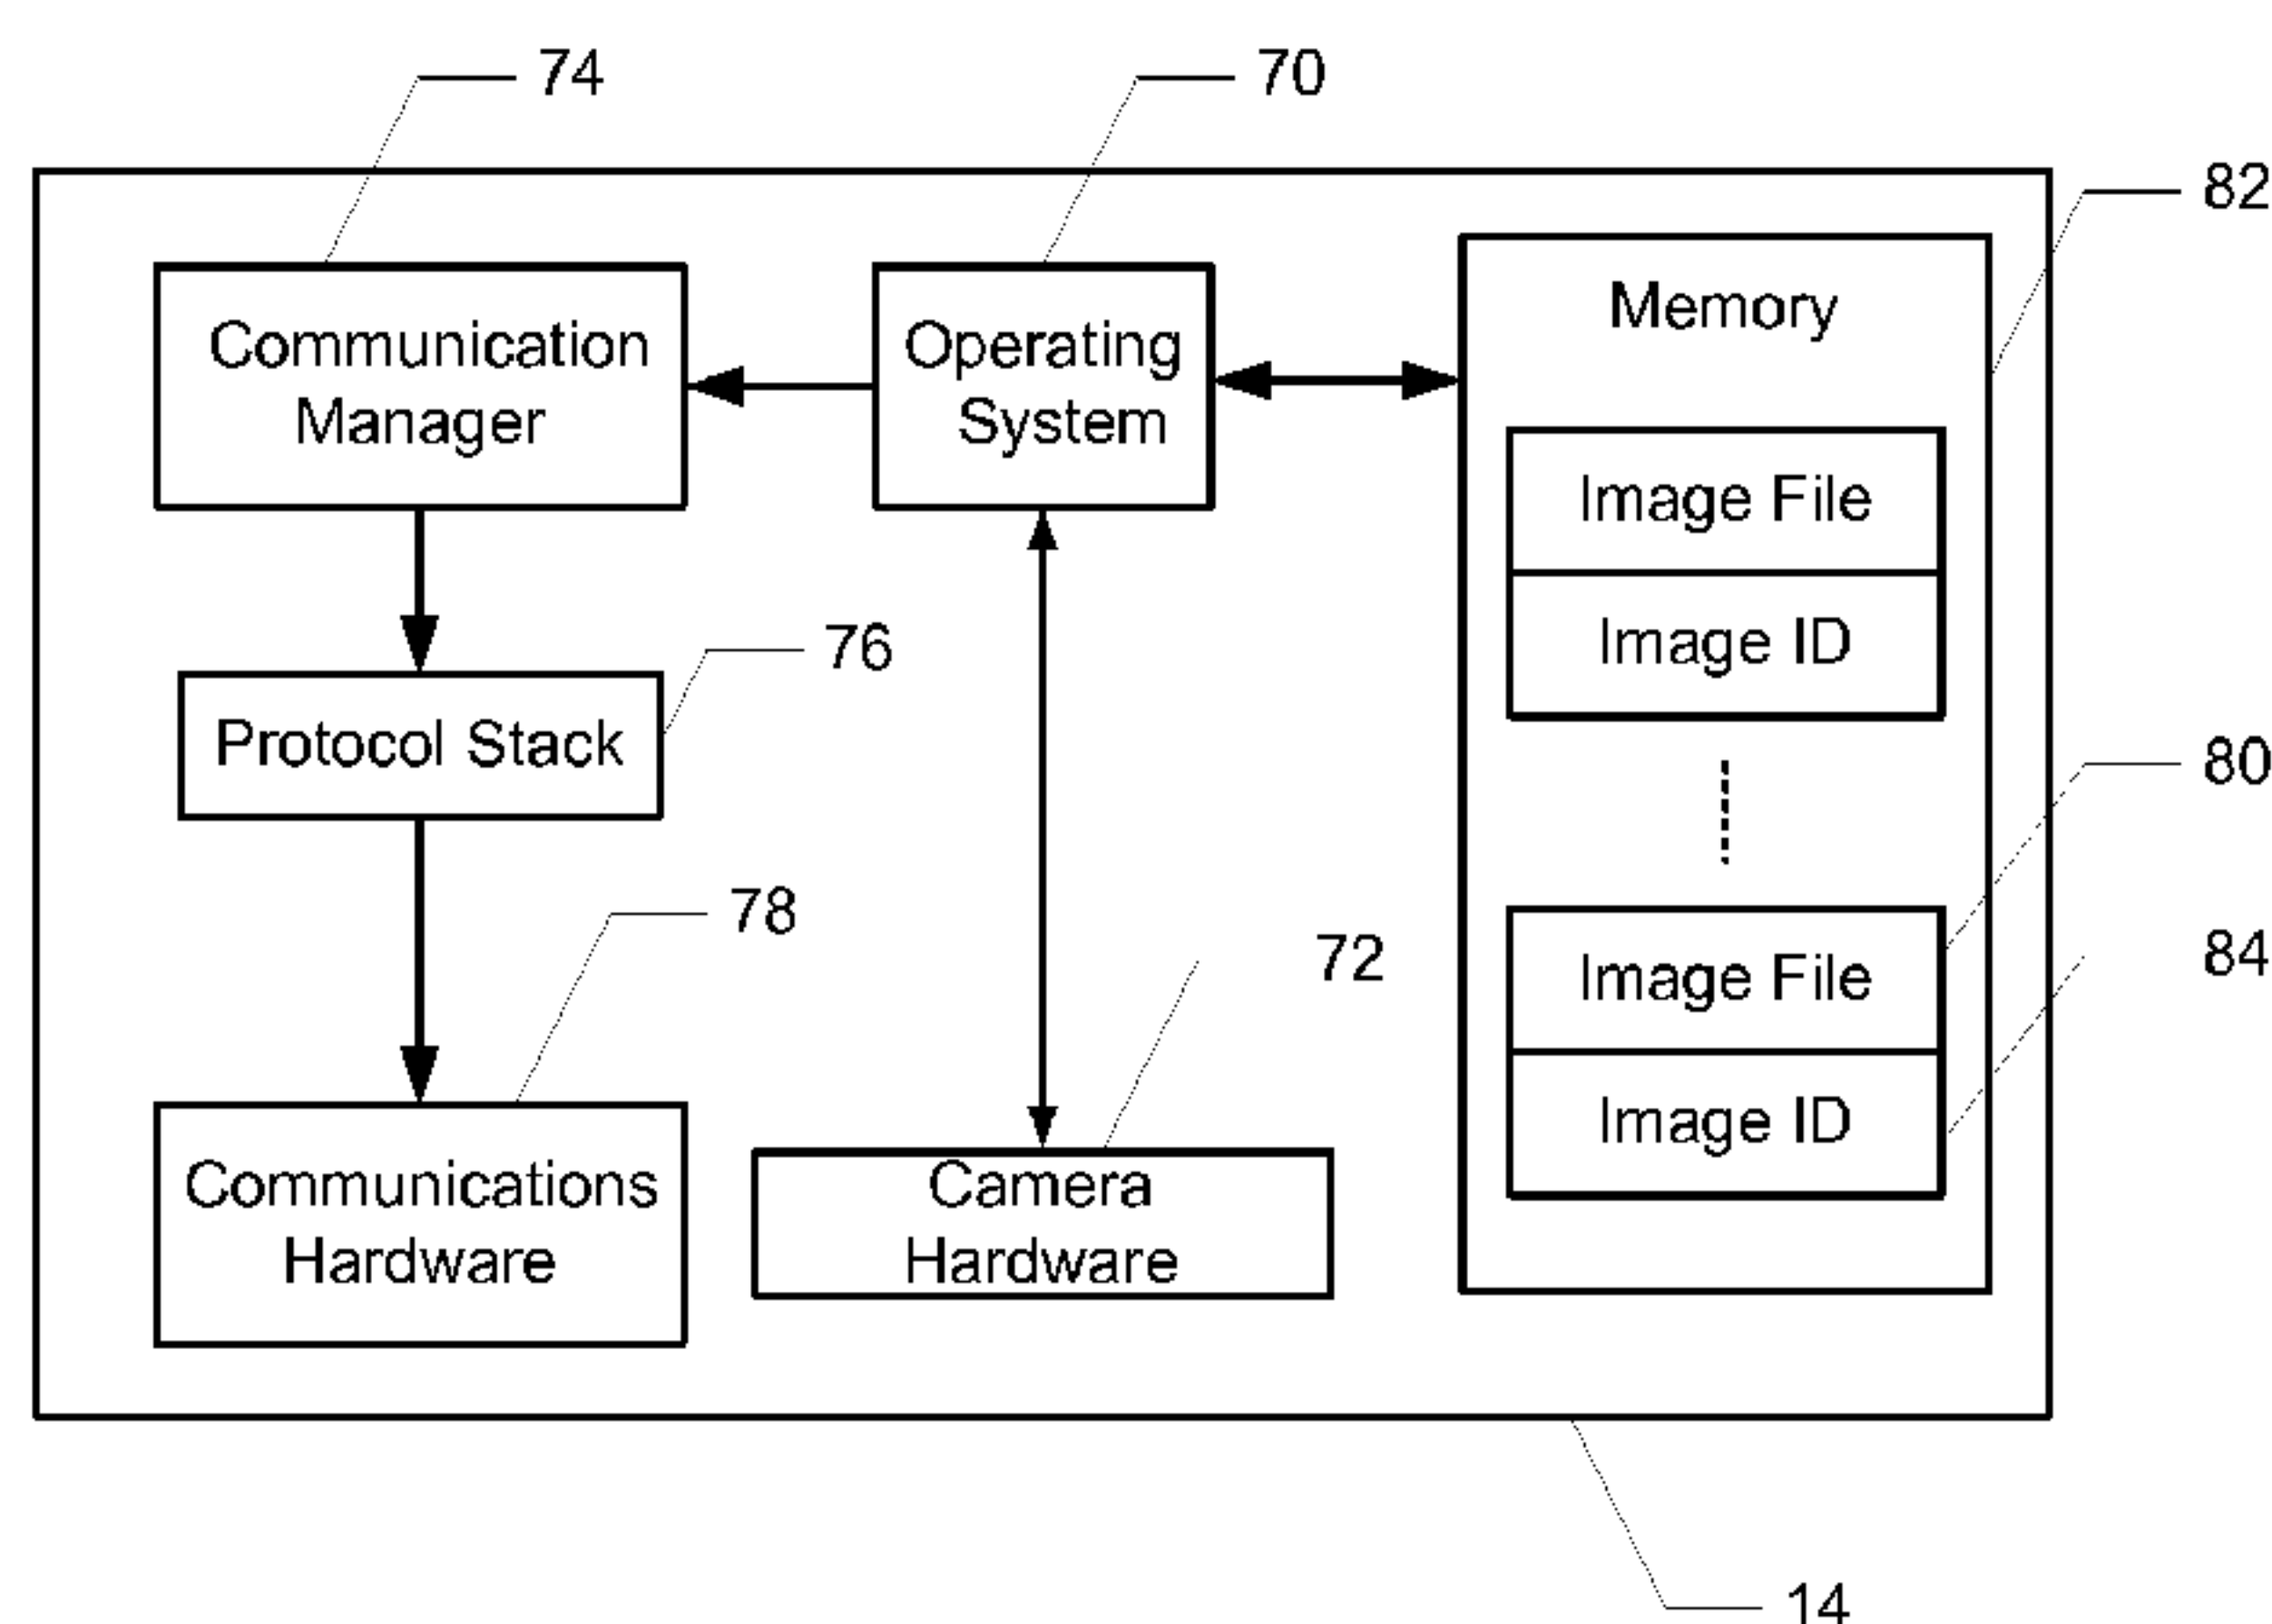 74
70
82
Communication
Manager
Operating
System
Memory
Image File
Image ID
76
Protocol Stack
80
78
72
84
Image File
Image ID
Communications
Hardware
Camera
Hardware
14